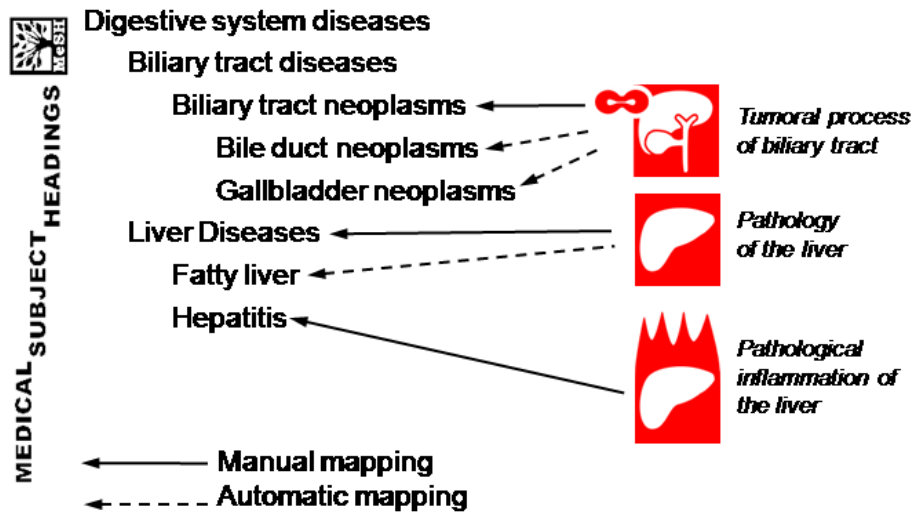 MeSH
MEDICAL SUBJECT HEADINGS
Digestive system diseases
Biliary tract diseases
Biliary tract neoplasms
Bile duct neoplasms
Gallbladder neoplasms
Liver Diseases
Fatty liver
Hepatitis
Tumoral process
of biliary tract
Pathology
of the liver
Pathological
inflammation of
the liver
Manual mapping
Automatic mapping